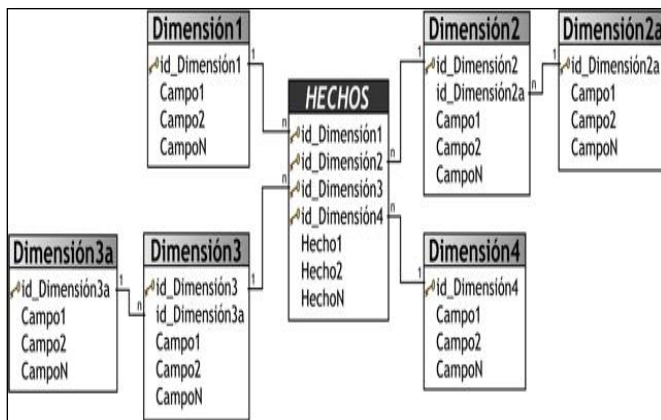 Dimensión1
1
id_Dimensión1
Campo1
Campo2
CampoN
n
HECHOS
id_Dimensión1
id_Dimensión2
id_Dimensión3
id_Dimensión4
Hecho1
Hecho2
HechoN
n
n
n
Dimensión2
1
id_Dimensión2
id_Dimensión2a
Campo1
Campo2
CampoN
n
Dimensión2a
1
id_Dimensión2a
Campo1
Campo2
CampoN
Dimensión3a
1
id_Dimensión3a
Campo1
Campo2
CampoN
n
Dimensión3
1
id_Dimensión3
id_Dimensión3a
Campo1
Campo2
CampoN
Dimensión4
1
id_Dimensión4
Campo1
Campo2
CampoN